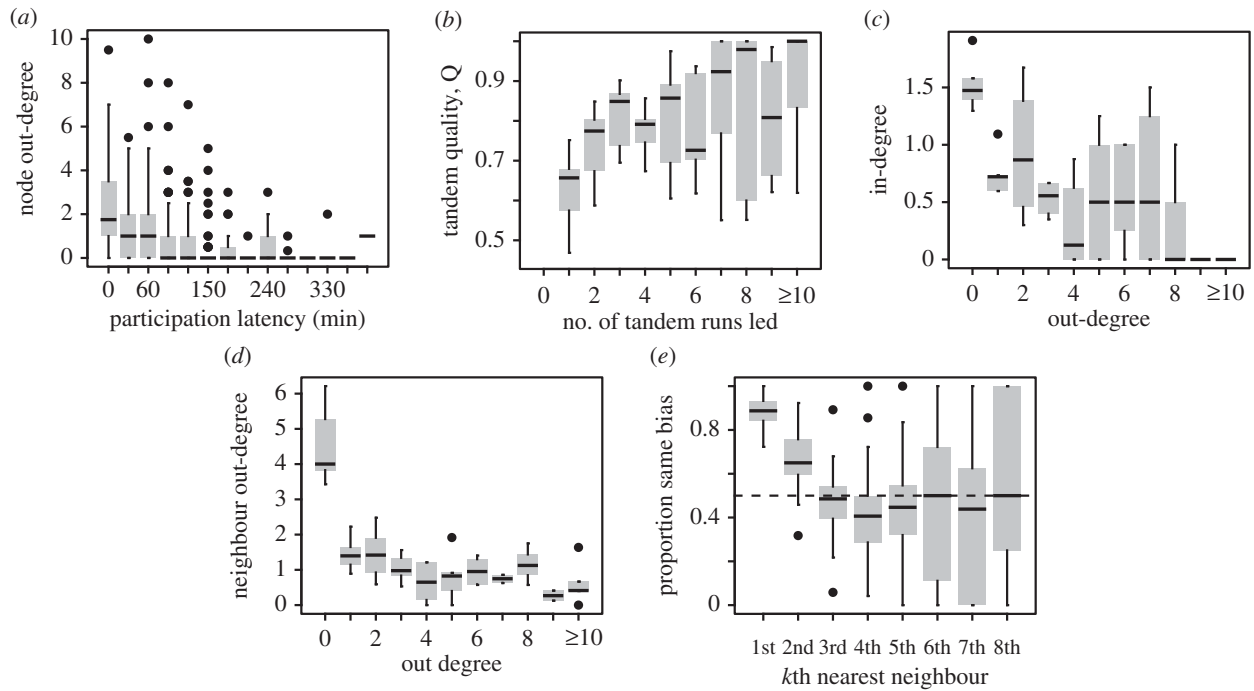 (a)
10
8
6
4
2
0
node out-degree
0 60 150 240 330
participation latency (min)
(b)
0.9
0.7
0.5
tandem quality, Q
0 2 4 6 8 ≥10
no. of tandem runs led
(c)
1.5
1.0
0.5
0
in-degree
0 2 4 6 8 ≥10
out-degree
(d)
6
5
4
3
2
1
0
neighbour out-degree
0 2 4 6 8 ≥10
out degree
(e)
0.8
0.4
0
proportion same bias
1st 2nd 3rd 4th 5th 6th 7th 8th
kth nearest neighbour